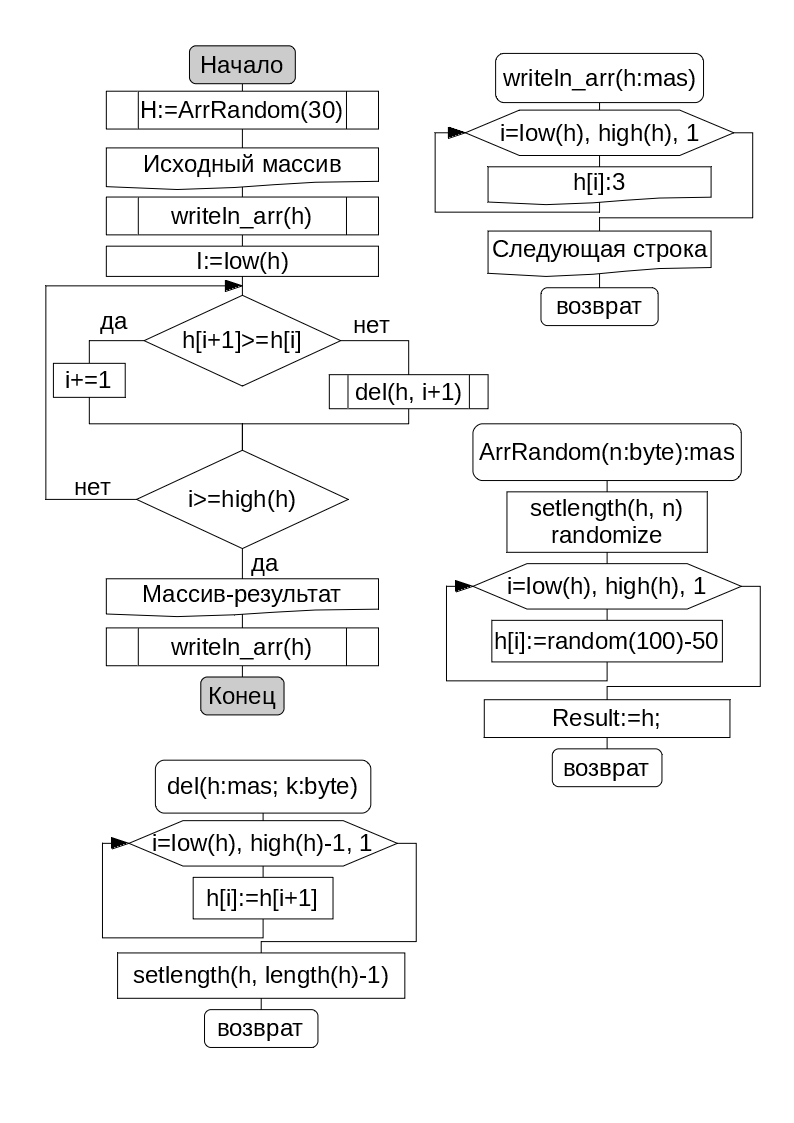 Начало
H:=ArrRandom(30)
Исходный массив
writeln_arr(h)
I:=low(h)
да
h[i+1]>=h[i]
нет
i+=1
del(h, i+1)
нет
i>=high(h)
да
Массив-результат
writeln_arr(h)
Конец
writeln_arr(h:mas)
i=low(h), high(h), 1
h[i]:3
Следующая строка
возврат
ArrRandom(n:byte):mas
setlength(h, n)
randomize
i=low(h), high(h), 1
h[i]:=random(100)-50
Result:=h;
возврат
del(h:mas; k:byte)
i=low(h), high(h)-1, 1
h[i]:=h[i+1]
setlength(h, length(h)-1)
возврат